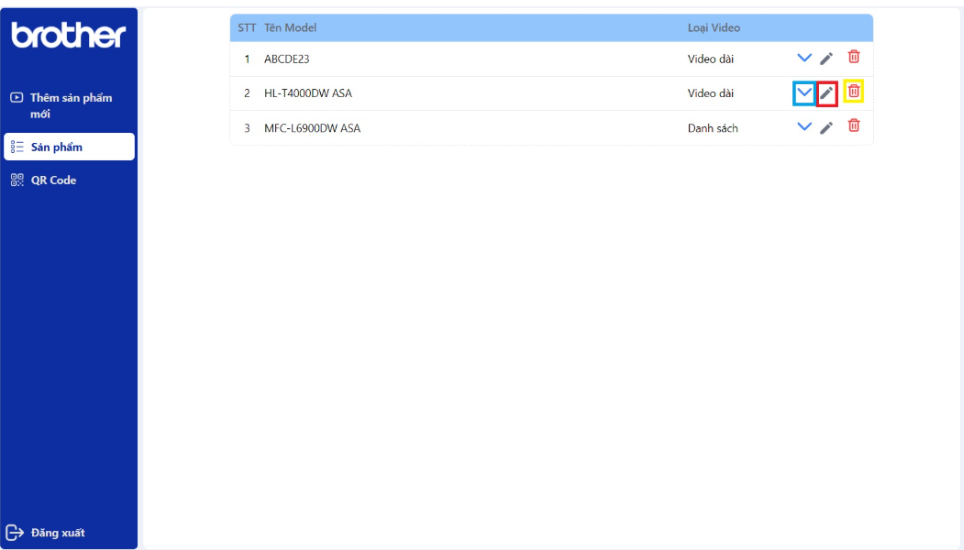 brother
Thêm sản phẩm
mới
Sản phẩm
QR Code
Đăng xuất
STT Tên Model Loại Video
1 ABCDE23 Video dài
2 HL-T4000DW ASA Video dài
3 MFC-L6900DW ASA Danh sách